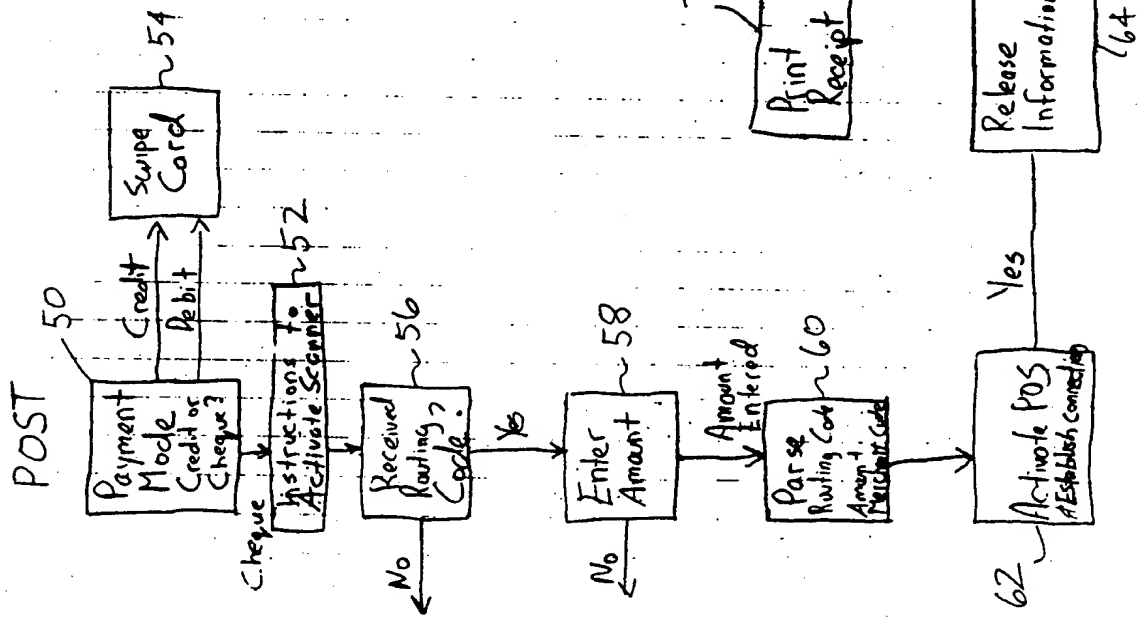 POST
50
Payment
Mode
Credit or
Cheque?
Credit
Debit
Swipe
Card
54
Cheque
Instructions to
Activate Scanner
52
Received
Routing?
Code.
56
No
Yes
Enter
Amount
58
No
Amount
Entered
Parse
Routing Code
Amount
Merchant Code
60
Activate POS
&Establish Connection
62
Yes
Release
Information
64
Print
Receipt